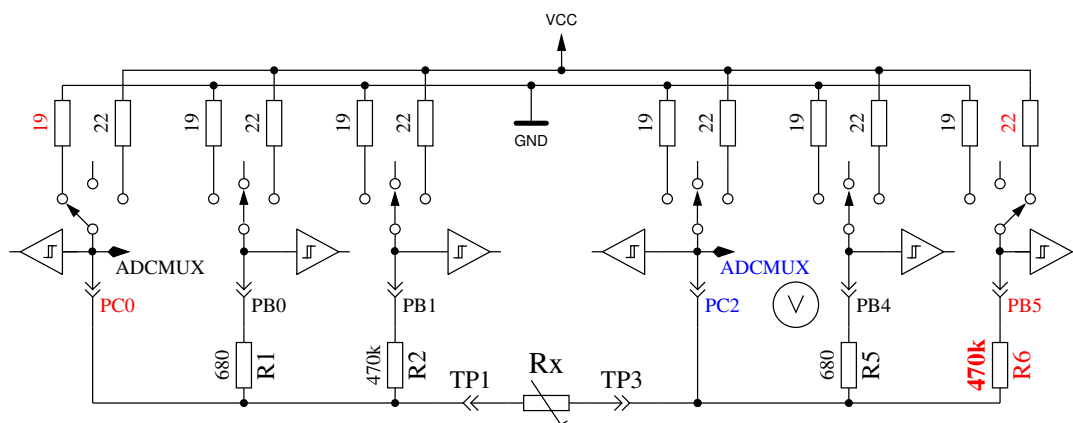 VCC
19
22
19
22
19
22
GND
19
22
19
22
19
22
ADCMUX
ADCMUX
PC0
PB0
PB1
PC2
V
PB4
PB5
680
R1
470k
R2
TP1
Rx
TP3
680
R5
470k
R6